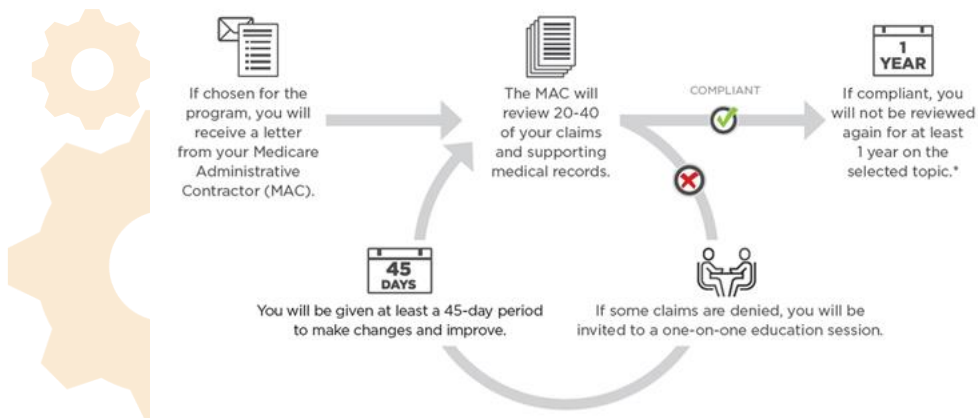 If chosen for the
program, you will
receive a letter
from your Medicare
Administrative
Contractor (MAC).
The MAC will
review 20-40
of your claims
and supporting
medical records.
COMPLIANT
1
YEAR
If compliant, you
will not be reviewed
again for at least
1 year on the
selected topic.*
45
DAYS
You will be given at least a 45-day period
to make changes and improve.
If some claims are denied, you will be
invited to a one-on-one education session.